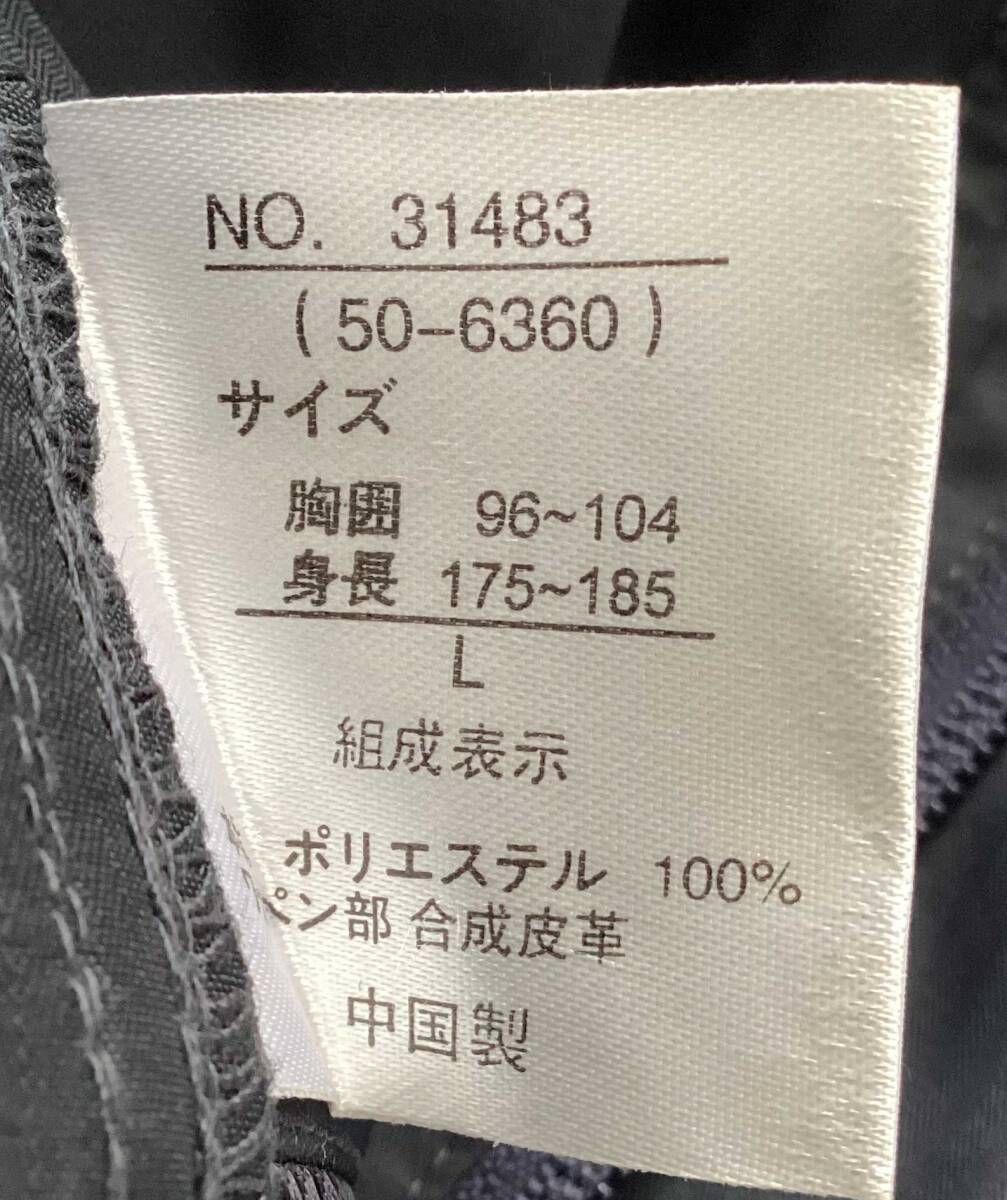 NO. 31483
(50-6360)
サイズ
胸囲 96~104
身長 175~185
L
組成表示
ポリエステル 100%
ペン部 合成皮革
中国製